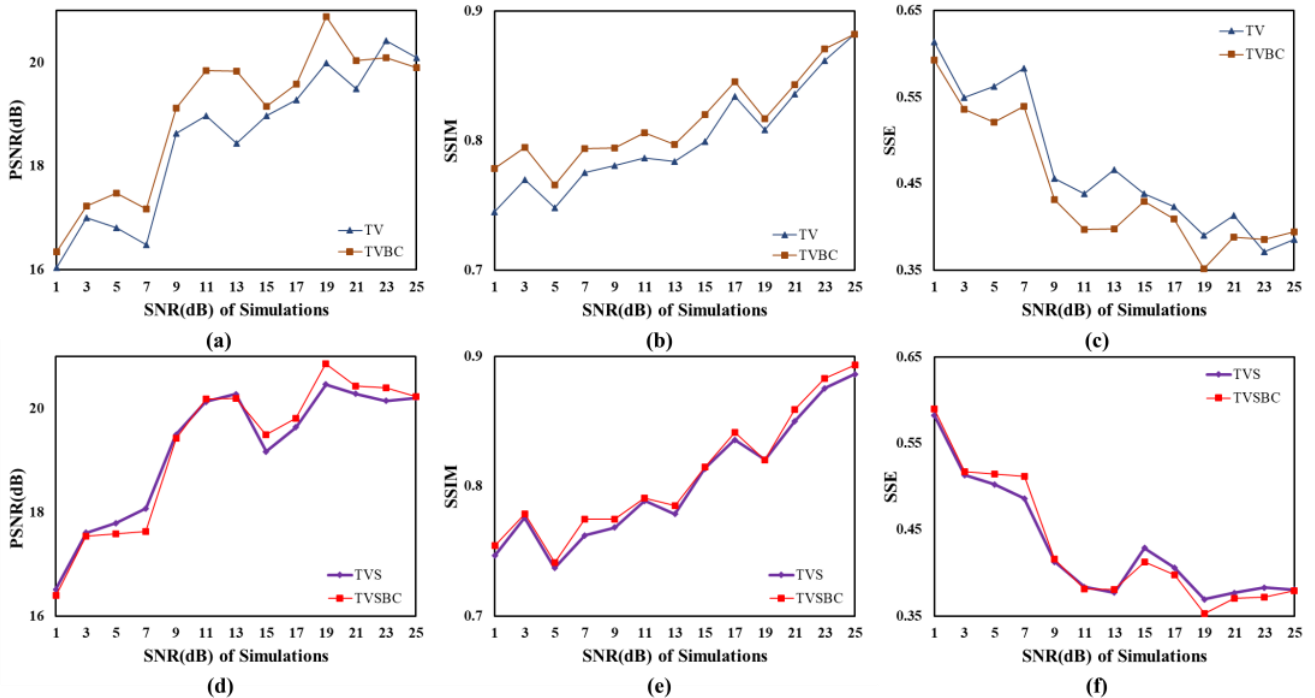 PSNR(dB)
20
18
16
TV
TVBC
1 3 5 7 9 11 13 15 17 19 21 23 25
SNR(dB) of Simulations
(a)
SSIM
0.9
0.8
0.7
TV
TVBC
1 3 5 7 9 11 13 15 17 19 21 23 25
SNR(dB) of Simulations
(b)
SSE
0.65
0.55
0.45
0.35
TV
TVBC
1 3 5 7 9 11 13 15 17 19 21 23 25
SNR(dB) of Simulations
(c)
PSNR(dB)
20
18
16
TVS
TVSBC
1 3 5 7 9 11 13 15 17 19 21 23 25
SNR(dB) of Simulations
(d)
SSIM
0.9
0.8
0.7
TVS
TVSBC
1 3 5 7 9 11 13 15 17 19 21 23 25
SNR(dB) of Simulations
(e)
SSE
0.65
0.55
0.45
0.35
TVS
TVSBC
1 3 5 7 9 11 13 15 17 19 21 23 25
SNR(dB) of Simulations
(f)